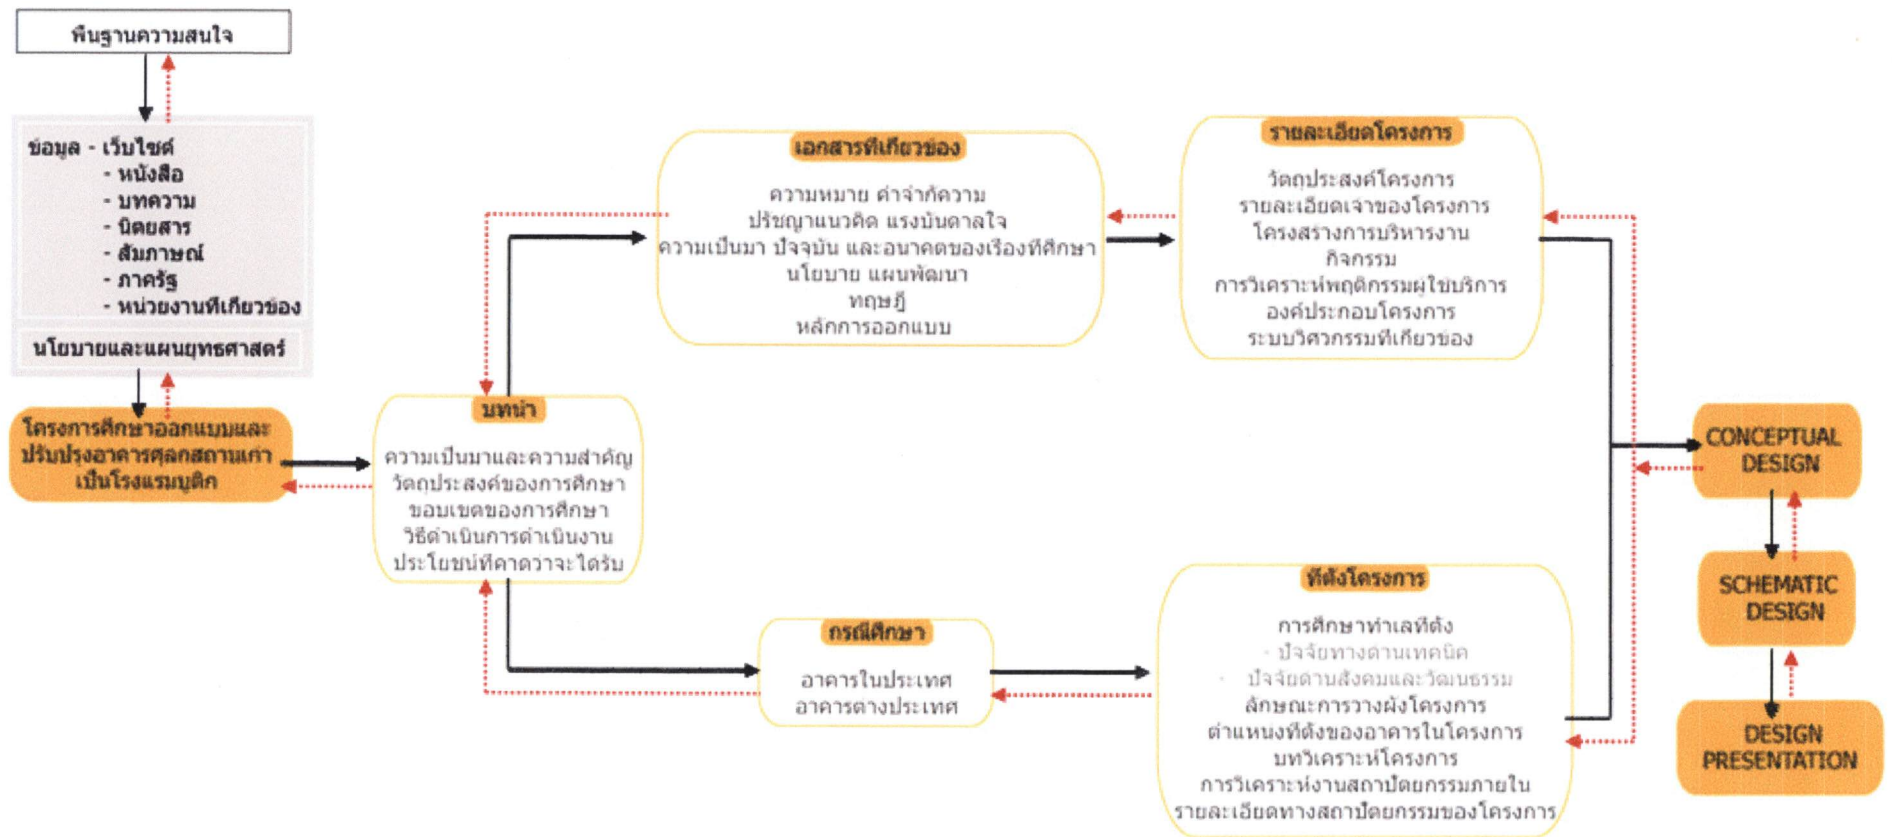 พื้นฐานความสนใจ
ข้อมูล - เว็บไซต์
- หนังสือ
- บทความ
- นิตยสาร
- สัมภาษณ์
- ภาครัฐ
- หน่วยงานที่เกี่ยวข้อง
นโยบายและแผนยุทธศาสตร์
โครงการศึกษาออกแบบและ
ปรับปรุงอาคารศุลกสถานเก่า
เป็นโรงแรมบูติก
บทนำ
ความเป็นมาและความสำคัญ
วัตถุประสงค์ของการศึกษา
ขอบเขตของการศึกษา
วิธีดำเนินการดำเนินงาน
ประโยชน์ที่คาดว่าจะได้รับ
เอกสารที่เกี่ยวข้อง
ความหมาย คำจำกัดความ
ปรัชญาแนวคิด แรงบันดาลใจ
ความเป็นมา ปัจจุบัน และอนาคตของเรื่องที่ศึกษา
นโยบาย แผนพัฒนา
ทฤษฎี
หลักการออกแบบ
รายละเอียดโครงการ
วัตถุประสงค์โครงการ
รายละเอียดเจ้าของโครงการ
โครงสร้างการบริหารงาน
กิจกรรม
การวิเคราะห์พฤติกรรมผู้ใช้บริการ
องค์ประกอบโครงการ
ระบบวิศวกรรมที่เกี่ยวข้อง
กรณีศึกษา
อาคารในประเทศ
อาคารต่างประเทศ
ที่ตั้งโครงการ
การศึกษาทำเลที่ตั้ง
- ปัจจัยทางด้านเทคนิค
- ปัจจัยด้านสังคมและวัฒนธรรม
ลักษณะการวางผังโครงการ
ตำแหน่งที่ตั้งของอาคารในโครงการ
บทวิเคราะห์โครงการ
การวิเคราะห์งานสถาปัตยกรรมภายใน
รายละเอียดทางสถาปัตยกรรมของโครงการ
CONCEPTUAL
DESIGN
SCHEMATIC
DESIGN
DESIGN
PRESENTATION